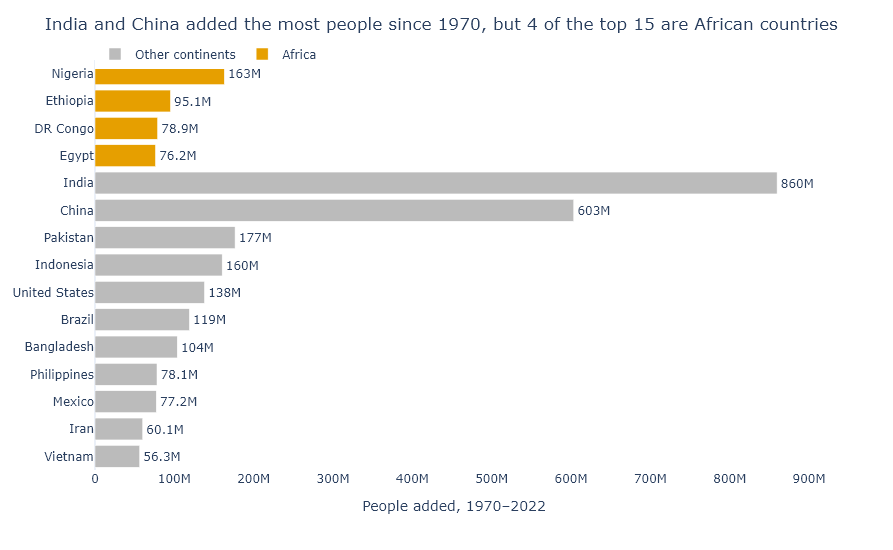 India and China added the most people since 1970, but 4 of the top 15 are African countries
Other continents Africa
Nigeria 163M
Ethiopia 95.1M
DR Congo 78.9M
Egypt 76.2M
India 860M
China 603M
Pakistan 177M
Indonesia 160M
United States 138M
Brazil 119M
Bangladesh 104M
Philippines 78.1M
Mexico 77.2M
Iran 60.1M
Vietnam 56.3M
0 100M 200M 300M 400M 500M 600M 700M 800M 900M
People added, 1970–2022